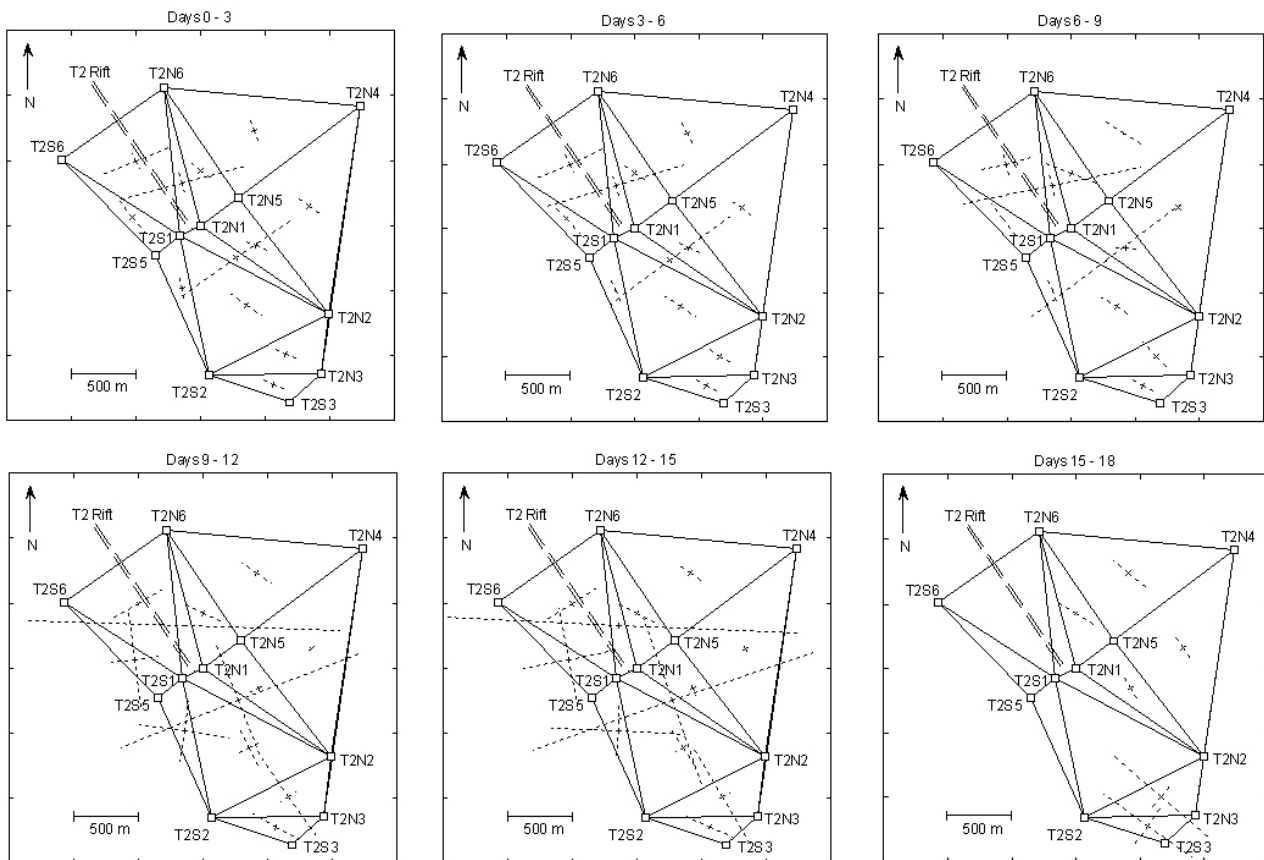 Days 0 - 3
T2 Rift
T2N6
T2N4
N
T2S6
T2N5
T2N1
T2S1
T2S5
T2N2
500 m
T2S2
T2N3
T2S3
Days 3 - 6
T2 Rift
T2N6
T2N4
N
T2S6
T2N5
T2N1
T2S1
T2S5
T2N2
500 m
T2S2
T2N3
T2S3
Days 6 - 9
T2 Rift
T2N6
T2N4
N
T2S6
T2N5
T2N1
T2S1
T2S5
T2N2
500 m
T2S2
T2N3
T2S3
Days 9 - 12
T2 Rift
T2N6
T2N4
N
T2S6
T2N5
T2N1
T2S1
T2S5
T2N2
500 m
T2S2
T2N3
T2S3
Days 12 - 15
T2 Rift
T2N6
T2N4
N
T2S6
T2N5
T2N1
T2S1
T2S5
T2N2
500 m
T2S2
T2N3
T2S3
Days 15 - 18
T2 Rift
T2N6
T2N4
N
T2S6
T2N5
T2N1
T2S1
T2S5
T2N2
500 m
T2S2
T2N3
T2S3